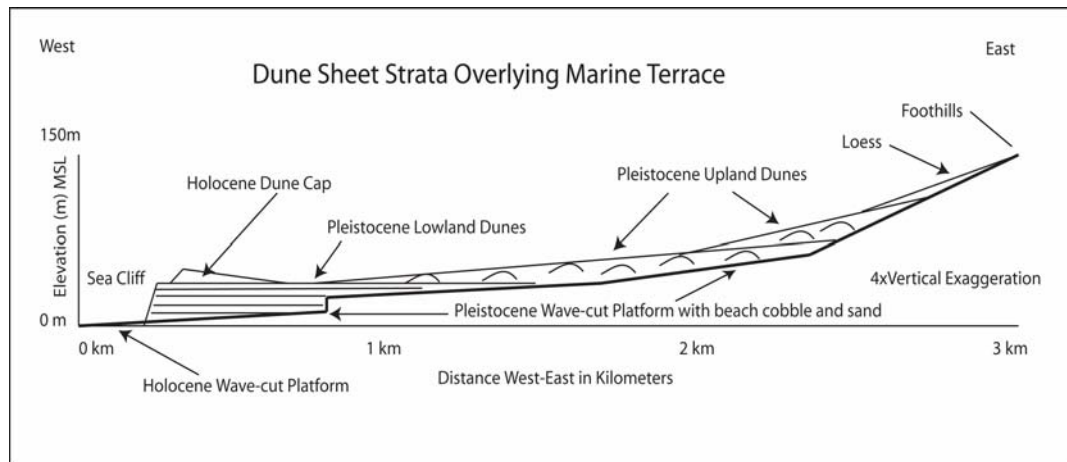 West
East
Dune Sheet Strata Overlying Marine Terrace
Foothills
150m
Loess
Elevation (m) MSL
Holocene Dune Cap
Pleistocene Upland Dunes
Pleistocene Lowland Dunes
Sea Cliff
4xVertical Exaggeration
Pleistocene Wave-cut Platform with beach cobble and sand
0 m
0 km
1 km
2 km
3 km
Holocene Wave-cut Platform
Distance West-East in Kilometers